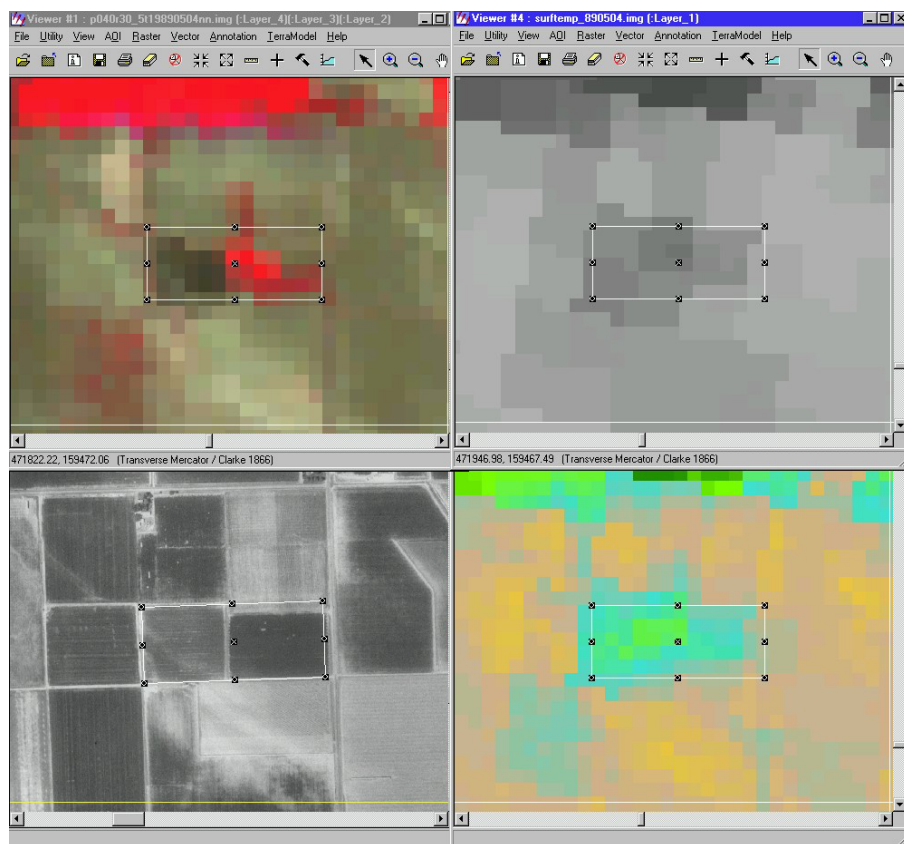 Viewer #1 : p040r30_5t19890504nn.img (:Layer_4)(:Layer_3)(:Layer_2)
File Utility View AOI Raster Vector Annotation TerraModel Help
Viewer #4 : surftemp_890504.img (:Layer_1)
File Utility View AOI Raster Vector Annotation TerraModel Help
471822.22, 159472.06 (Transverse Mercator / Clarke 1866)
471946.98, 159467.49 (Transverse Mercator / Clarke 1866)